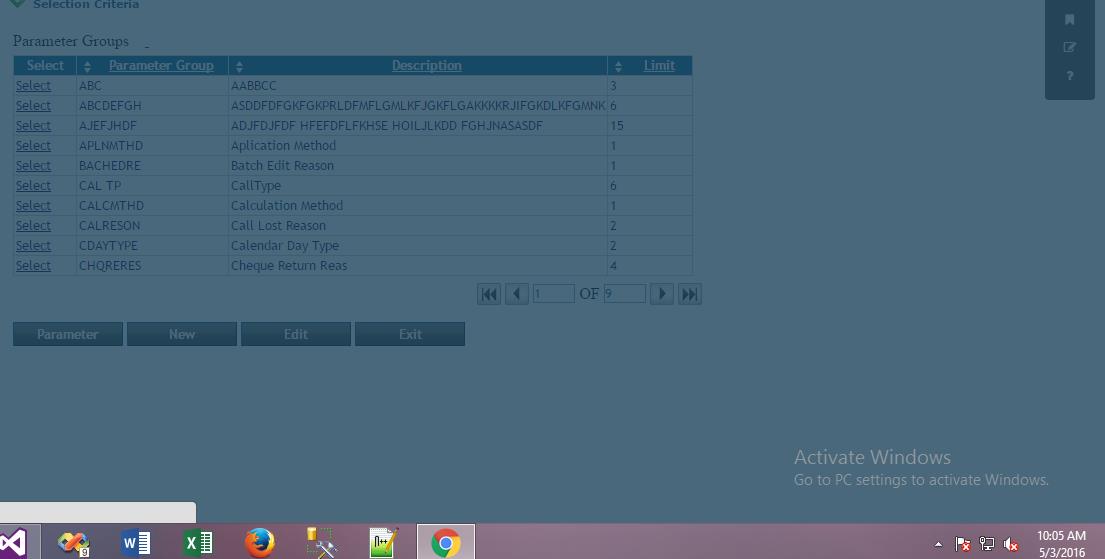 Selection Criteria
Parameter Groups -
Select Parameter Group Description Limit
Select ABC AABBCC 3
Select ABCDEFGH ASDDFDFGKFGKPRLDFMFLGMLKFJGKFLGAKKKKRJIFGKDLKFGMNK 6
Select AJEFJHDF ADJFDJFDF HFEFDFLFKHSE HOILJLKDD FGHJNASASDF 15
Select APLNMTHD Aplication Method 1
Select BACHEDRE Batch Edit Reason 1
Select CAL TP CallType 6
Select CALCMTHD Calculation Method 1
Select CALRESON Call Lost Reason 2
Select CDAYTYPE Calendar Day Type 2
Select CHQRERES Cheque Return Reas 4
1 OF 9
Parameter New Edit Exit
Activate Windows
Go to PC settings to activate Windows.
10:05 AM
5/3/2016